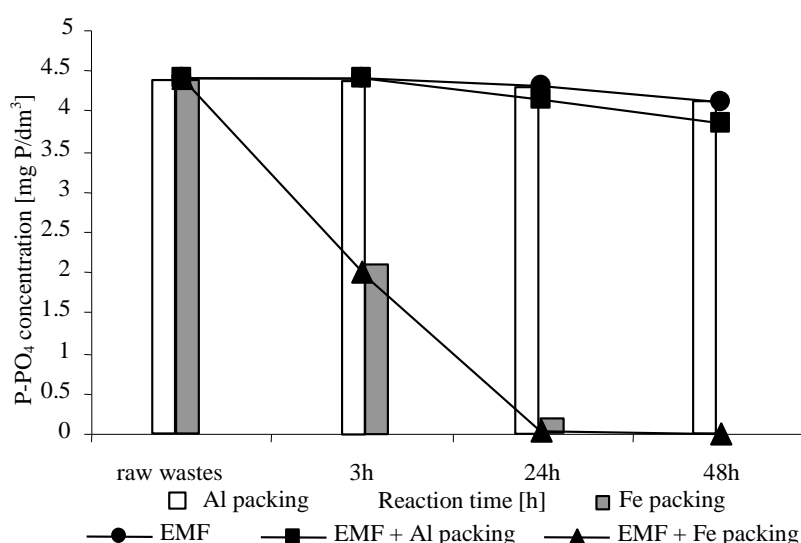 P-PO4 concentration [mg P/dm3]
5
4.5
4
3.5
3
2.5
2
1.5
1
0.5
0
raw wastes 3h 24h 48h
Al packing Reaction time [h] Fe packing
EMF EMF + Al packing EMF + Fe packing